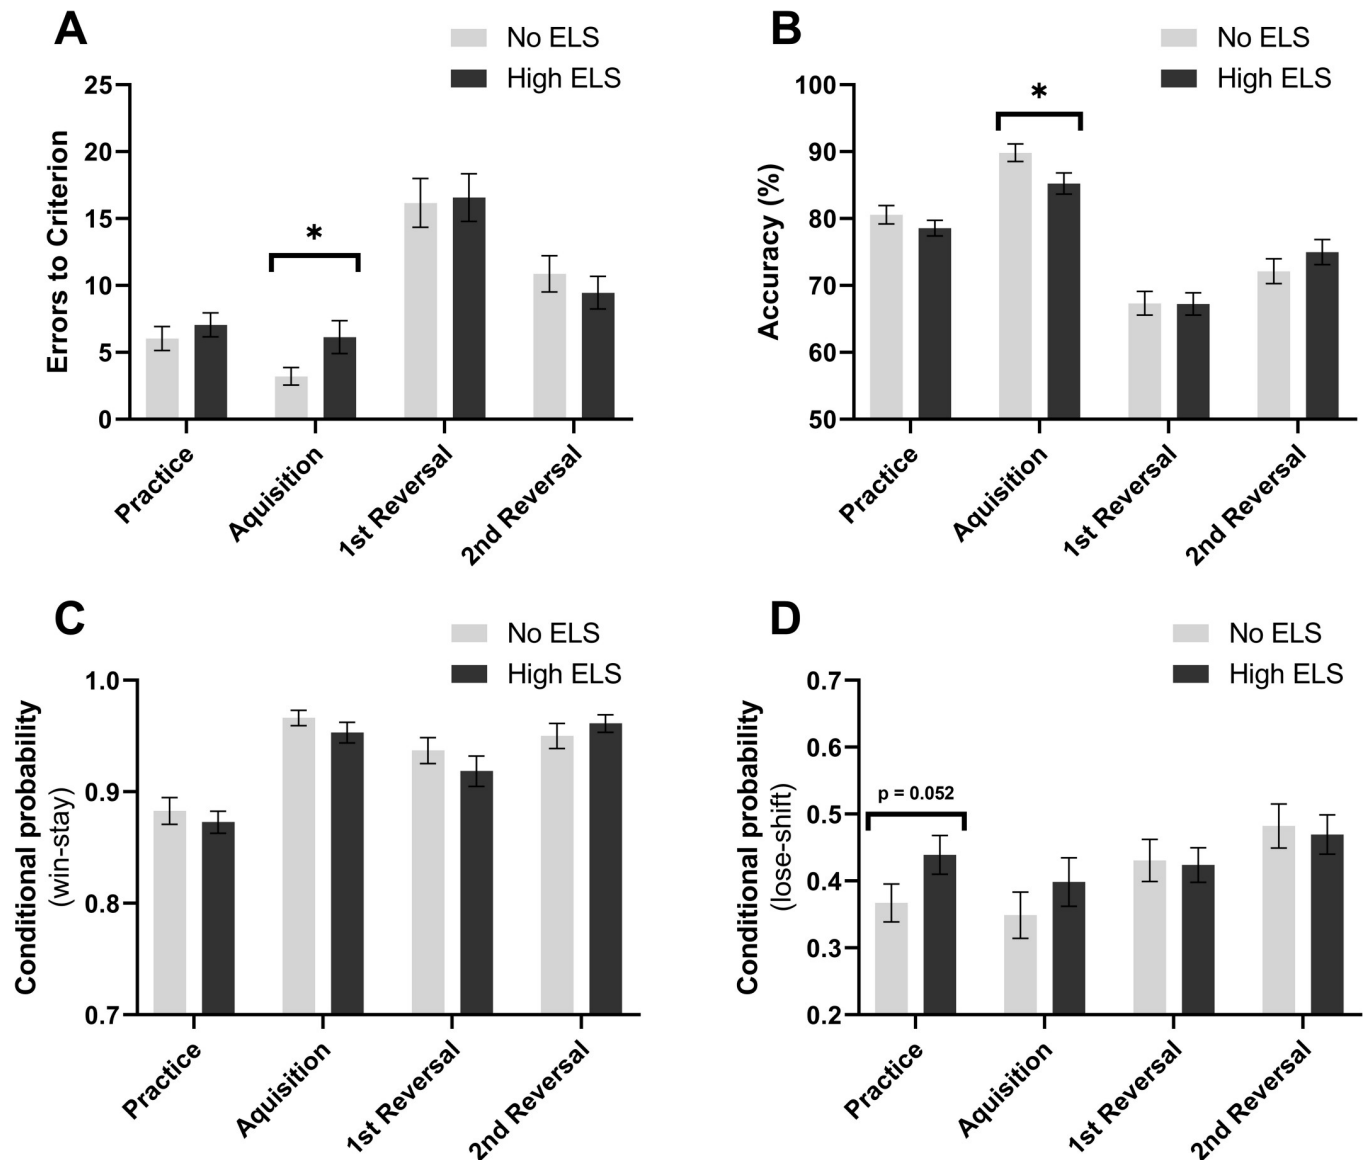 A
No ELS
High ELS
Errors to Criterion
25
20
15
10
5
0
*
Practice
Aquisition
1st Reversal
2nd Reversal
B
No ELS
High ELS
Accuracy (%)
100
90
80
70
60
50
*
Practice
Aquisition
1st Reversal
2nd Reversal
C
No ELS
High ELS
Conditional probability
(win-stay)
1.0
0.9
0.8
0.7
Practice
Aquisition
1st Reversal
2nd Reversal
D
No ELS
High ELS
Conditional probability
(lose-shift)
0.7
0.6
0.5
0.4
0.3
0.2
p = 0.052
Practice
Aquisition
1st Reversal
2nd Reversal